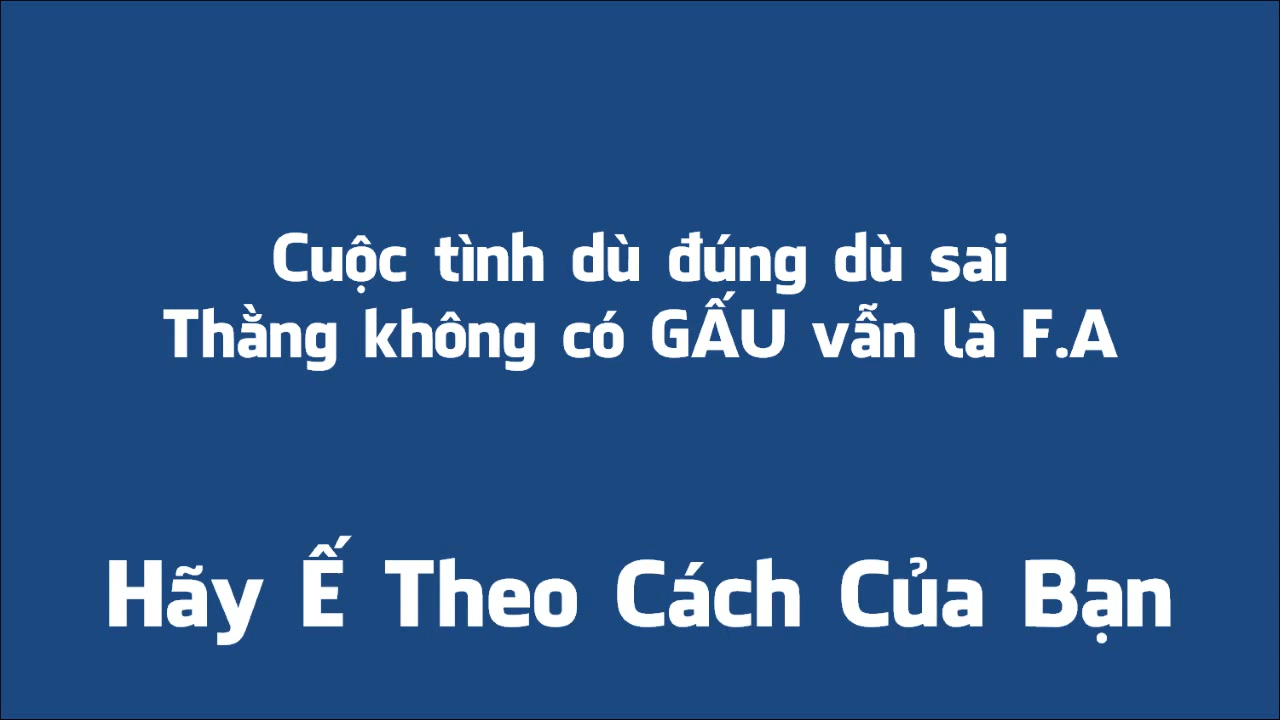 Cuộc tình dù đúng dù sai
Thằng không có GẤU vẫn là F.A
Hãy Ế Theo Cách Của Bạn